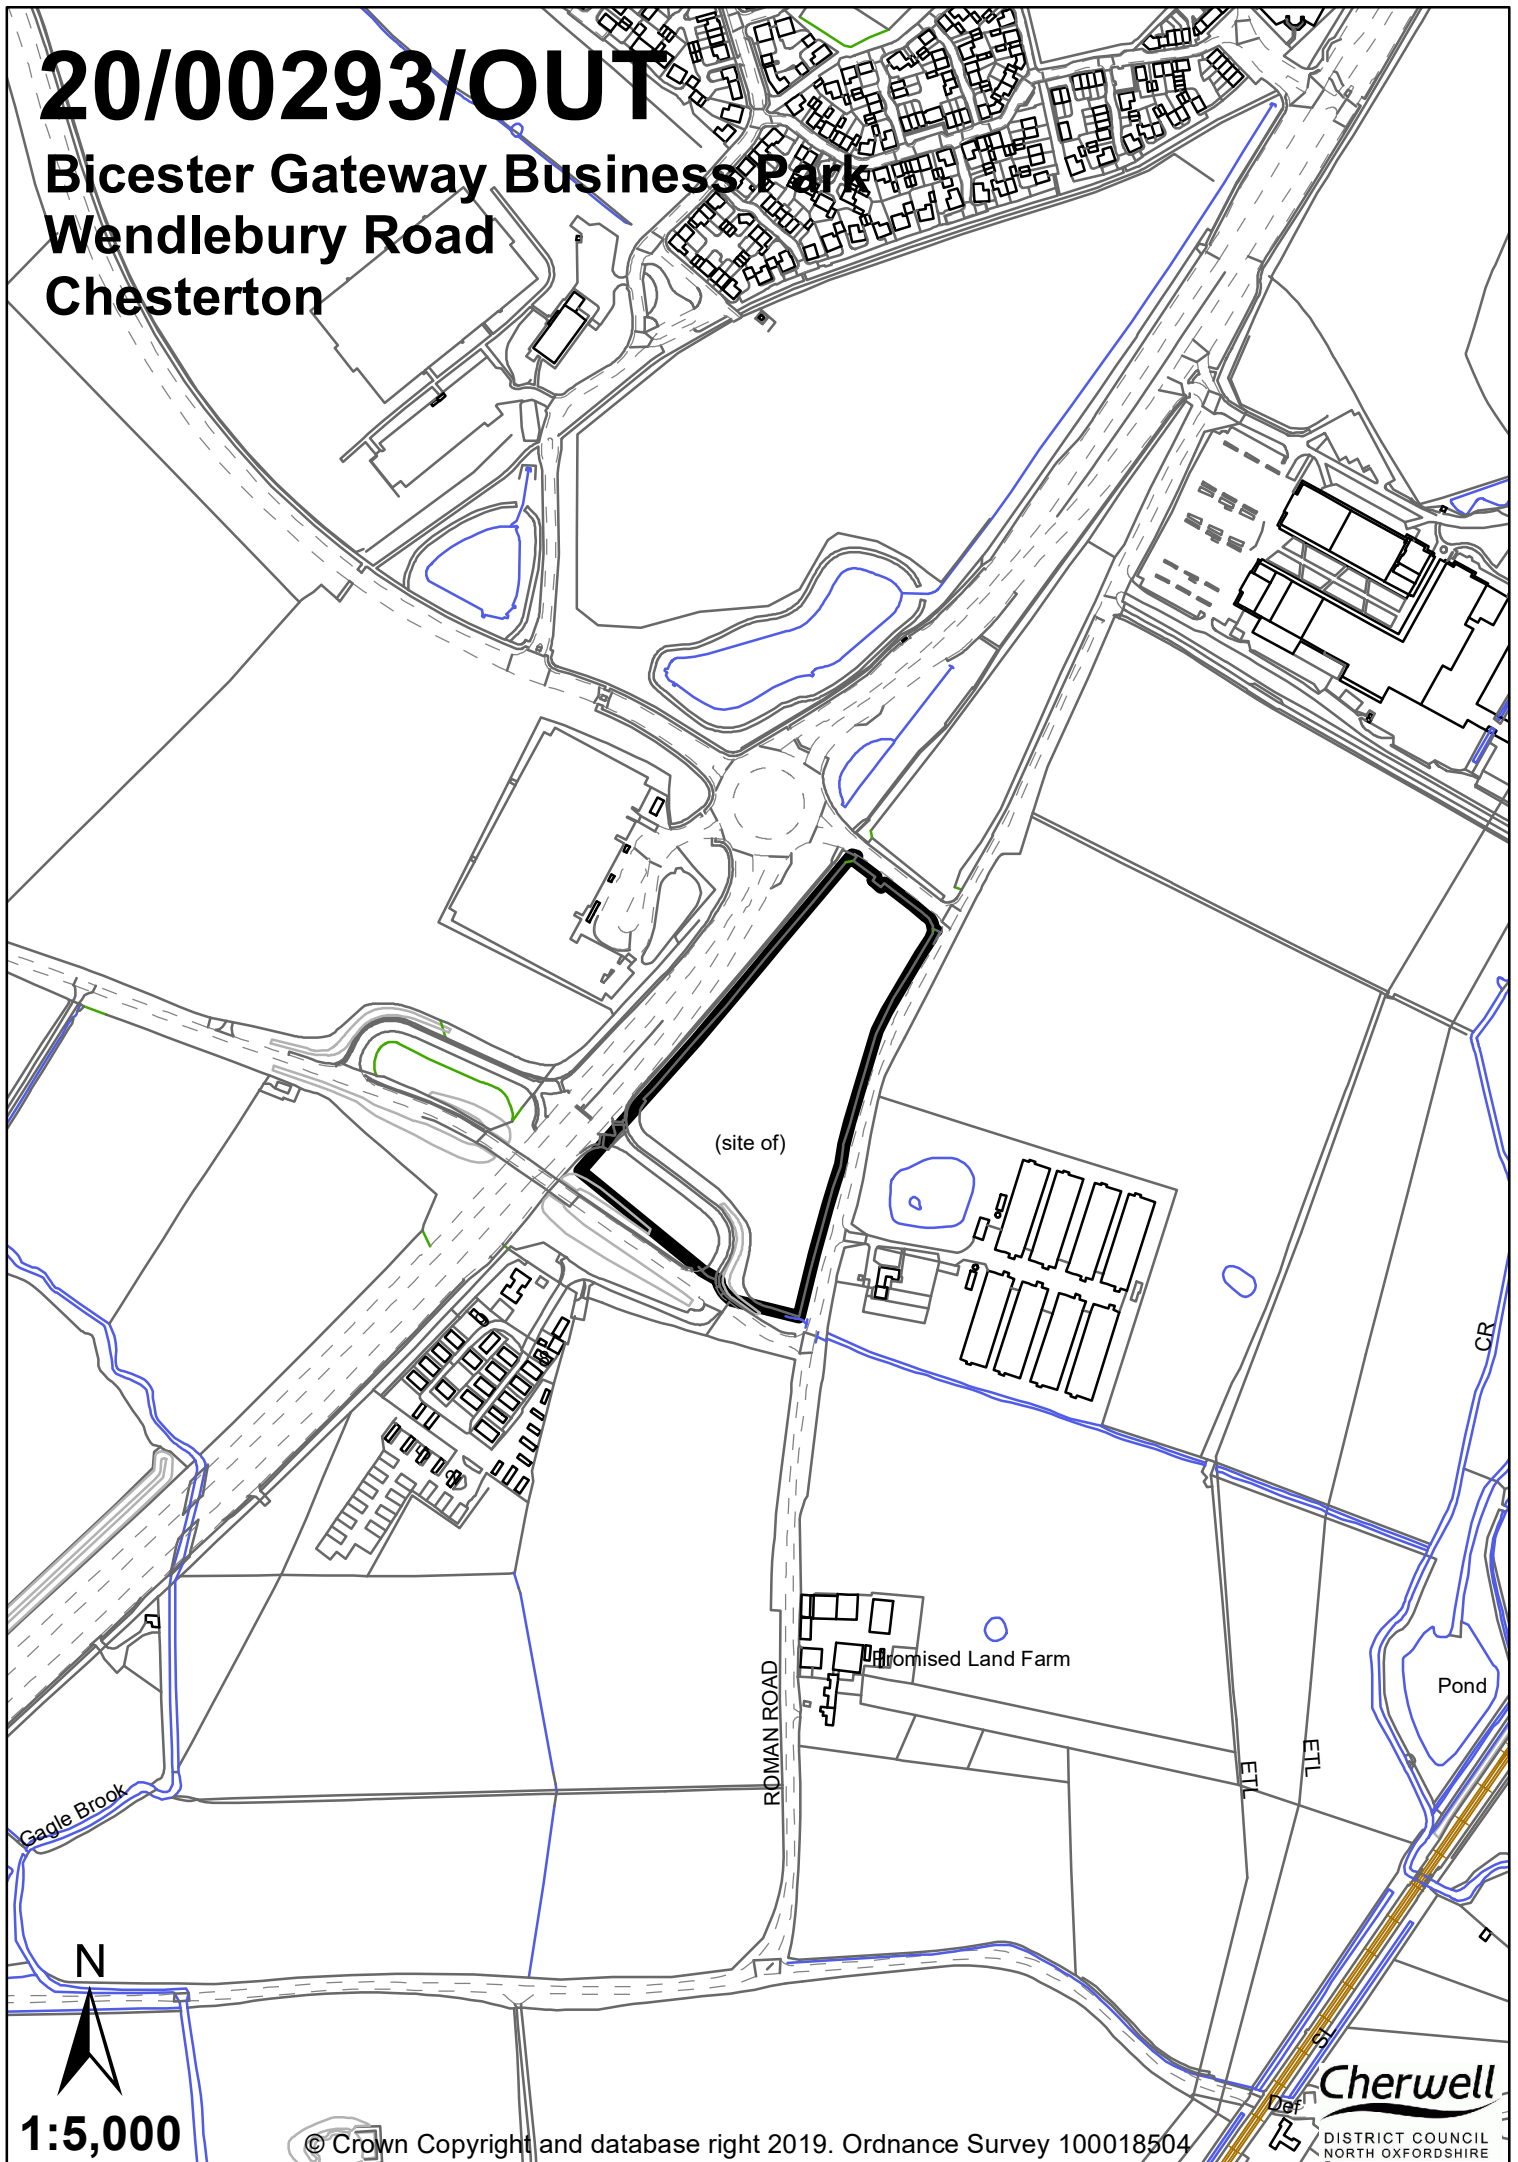 20/00293/OUT
Bicester Gateway Business Park
Wendlebury Road
Chesterton
(site of)
CR
Promised Land Farm
Pond
ROMAN ROAD
ETL
ETL
Gagle Brook
N
SL
Def
1:5,000
© Crown Copyright and database right 2019. Ordnance Survey 100018504
Cherwell
DISTRICT COUNCIL
NORTH OXFORDSHIRE